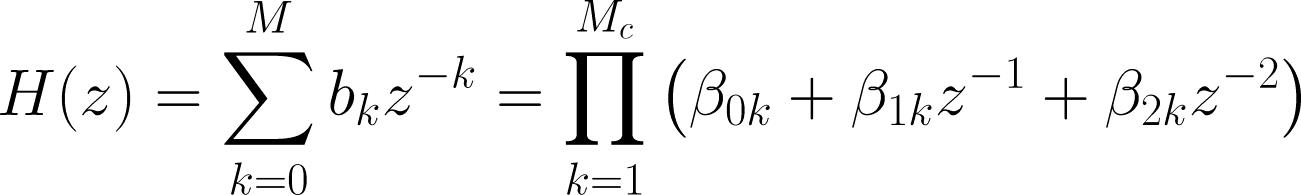 H(z) = \sum_{k=0}^{M} b_k z^{-k} = \prod_{k=1}^{M_c} \left( \beta_{0k} + \beta_{1k} z^{-1} + \beta_{2k} z^{-2} \right)